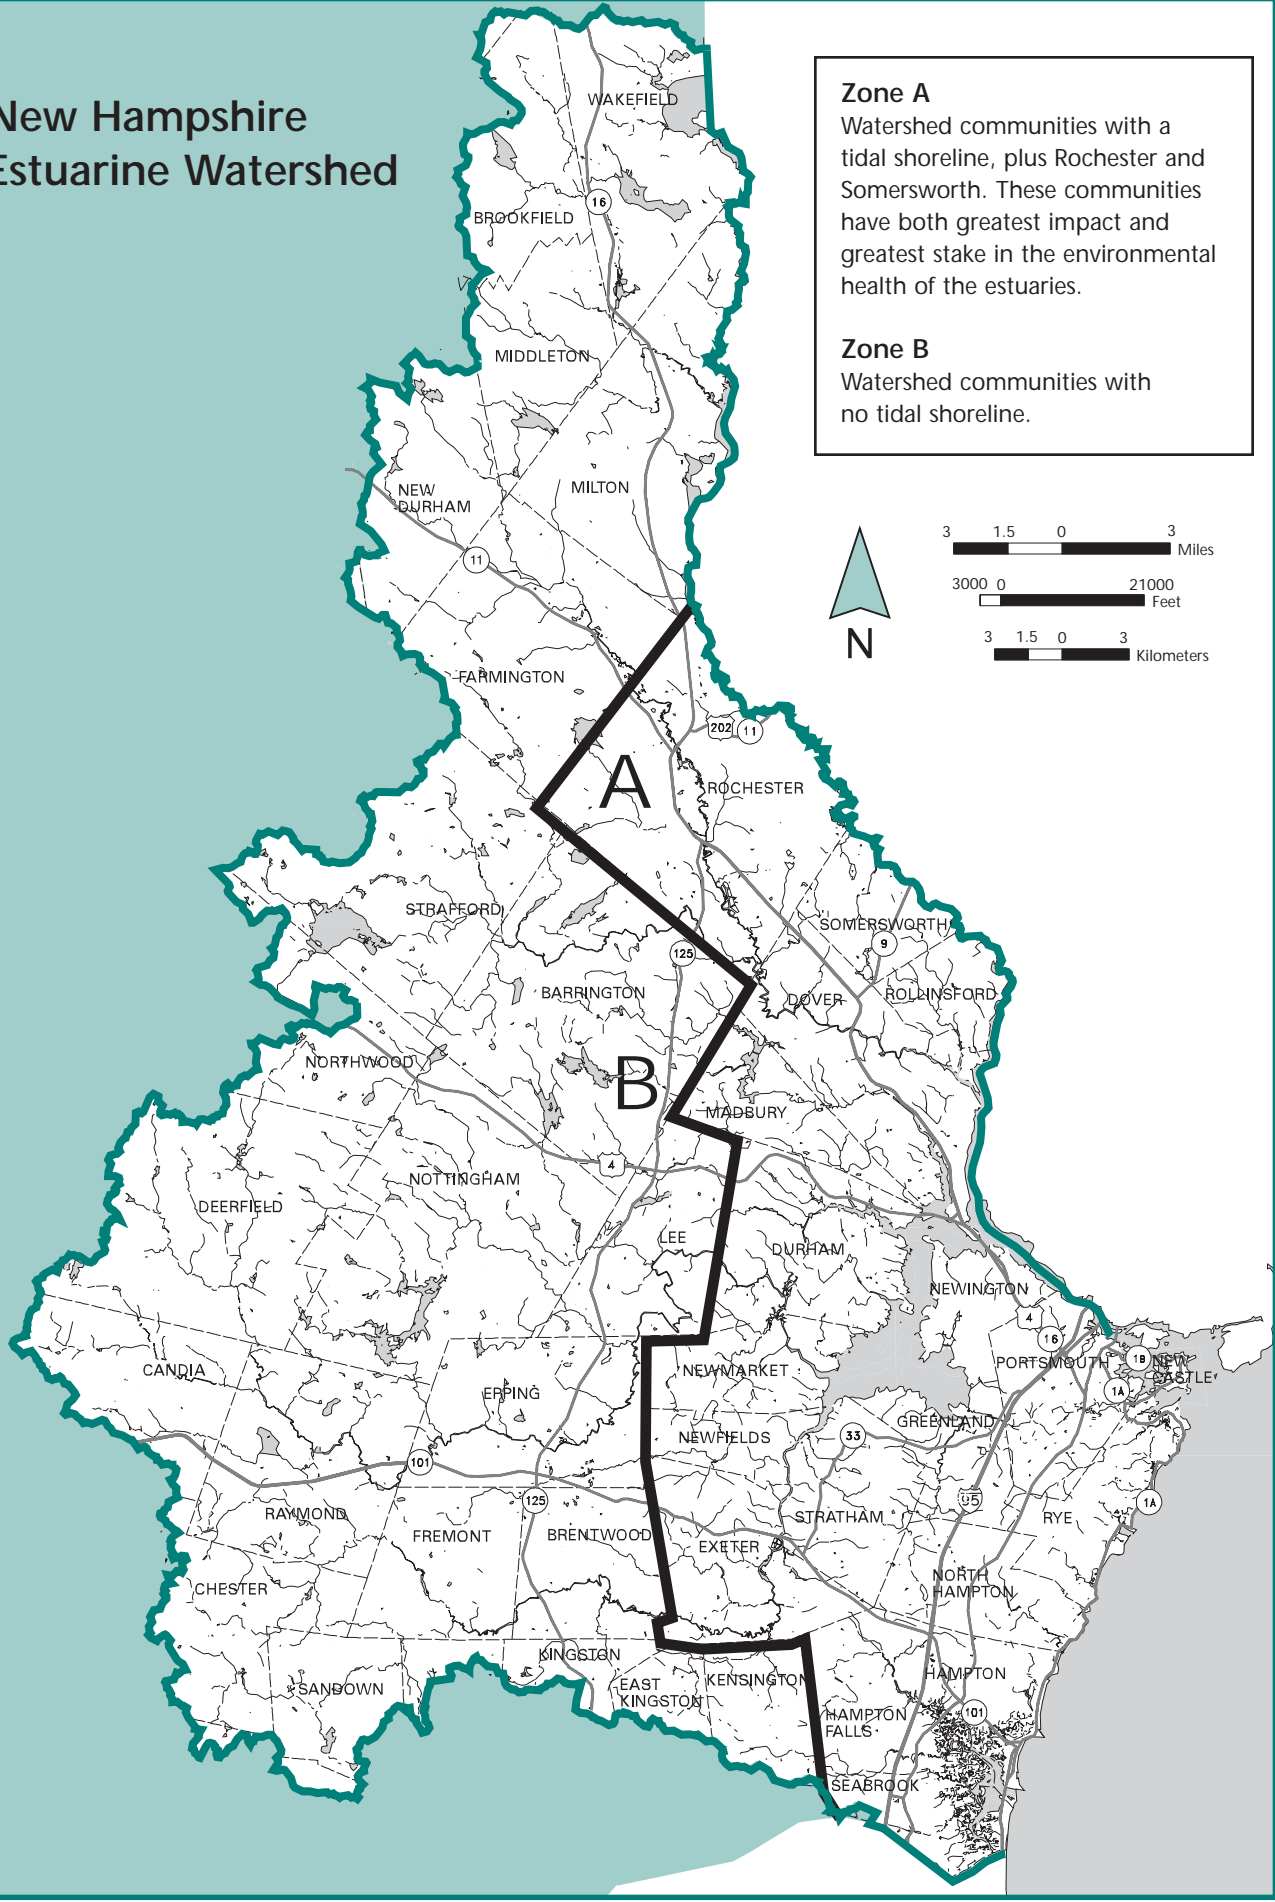 New Hampshire
Estuarine Watershed
Zone A
Watershed communities with a
tidal shoreline, plus Rochester and
Somersworth. These communities
have both greatest impact and
greatest stake in the environmental
health of the estuaries.
Zone B
Watershed communities with
no tidal shoreline.
3 1.5 0 3
Miles
3000 0 21000
Feet
3 1.5 0 3
Kilometers
N
WAKEFIELD
16
BROOKFIELD
MIDDLETON
NEW
DURHAM
MILTON
11
FARMINGTON
202 11
A
ROCHESTER
STRAFFORD
SOMERSWORTH
9
125
BARRINGTON
DOVER
ROLLINSFORD
NORTHWOOD
B
MADBURY
4
NOTTINGHAM
DEERFIELD
LEE
DURHAM
NEWINGTON
4
16
PORTSMOUTH
1B
NEW
CASTLE
1A
CANDIA
NEWMARKET
EPPING
GREENLAND
NEWFIELDS
33
101
125
95
1A
RAYMOND
FREMONT
BRENTWOOD
STRATHAM
RYE
EXETER
CHESTER
NORTH
HAMPTON
KINGSTON
SANDOWN
EAST
KINGSTON
KENSINGTON
HAMPTON
101
HAMPTON
FALLS
SEABROOK